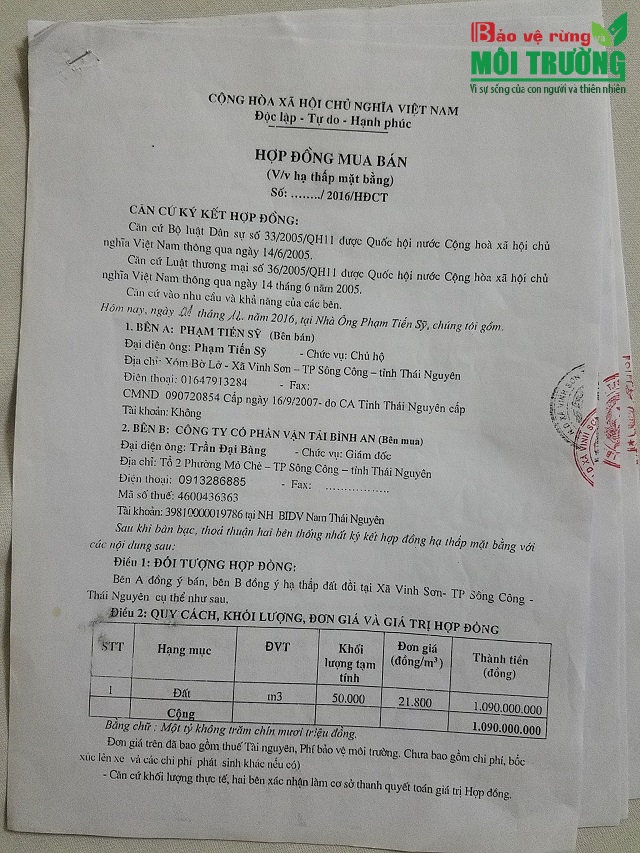 Bảo vệ rừng
và
MÔI TRƯỜNG
Vì sự sống của con người và thiên nhiên
CỘNG HÒA XÃ HỘI CHỦ NGHĨA VIỆT NAM
Độc lập - Tự do - Hạnh phúc
HỢP ĐỒNG MUA BÁN
(V/v hạ thấp mặt bằng)
Số: ......../ 2016/HĐCT
CĂN CỨ KÝ KẾT HỢP ĐỒNG:
Căn cứ Bộ luật Dân sự số 33/2005/QH11 được Quốc hội nước Cộng hoà xã hội chủ
nghĩa Việt Nam thông qua ngày 14/6/2005.
Căn cứ Luật thương mại số 36/2005/QH11 được Quốc hội nước Cộng hòa xã hội chủ
nghĩa Việt Nam thông qua ngày 14 tháng 6 năm 2005.
Căn cứ vào nhu cầu và khả năng của các bên.
Hôm nay, ngày tháng 12 năm 2016, tại Nhà Ông Phạm Tiến Sỹ, chúng tôi gồm.
1. BÊN A: PHẠM TIẾN SỸ (Bên bán)
Đại diện ông: Phạm Tiến Sỹ - Chức vụ: Chủ hộ
Địa chỉ: Xóm Bờ Lở - Xã Vinh Sơn – TP Sông Công – tỉnh Thái Nguyên
Điện thoại: 01647913284 - Fax:
CMND 090720854 Cấp ngày 16/9/2007- do CA Tỉnh Thái Nguyên cấp
Tài khoản: Không
2. BÊN B: CÔNG TY CỔ PHẦN VẬN TẢI BÌNH AN (Bên mua)
Đại diện ông: Trần Đại Bàng - Chức vụ: Giám đốc
Địa chỉ: Tổ 2 Phường Mỏ Chè – TP Sông Công – tỉnh Thái Nguyên
Điện thoại: 0913286885 - Fax: .................
Mã số thuế: 4600436363
Tài khoản: 39810000019786 tại NH BIDV Nam Thái Nguyên
Sau khi bàn bạc, thoả thuận hai bên thống nhất ký kết hợp đồng hạ thấp mặt bằng với
các nội dung sau:
Điều 1: ĐỐI TƯỢNG HỢP ĐỒNG:
Bên A đồng ý bán, bên B đồng ý hạ thấp đất đồi tại Xã Vinh Sơn- TP Sông Công -
Thái Nguyên cụ thể như sau.
Điều 2: QUY CÁCH, KHỐI LƯỢNG, ĐƠN GIÁ VÀ GIÁ TRỊ HỢP ĐỒNG
STT Hạng mục ĐVT Khối lượng tạm tính Đơn giá (đồng/m³) Thành tiền (đồng)
1 Đất m3 50.000 21.800 1.090.000.000
Cộng 1.090.000.000
Bằng chữ : Một tỷ không trăm chín mươi triệu đồng.
Đơn giá trên đã bao gồm thuế Tài nguyên, Phí bảo vệ môi trường. Chưa bao gồm chi phí, bốc
xúc lên xe và các chi phí phát sinh khác nếu có)
- Căn cứ khối lượng thực tế, hai bên xác nhận làm cơ sở thanh quyết toán giá trị Hợp đồng.